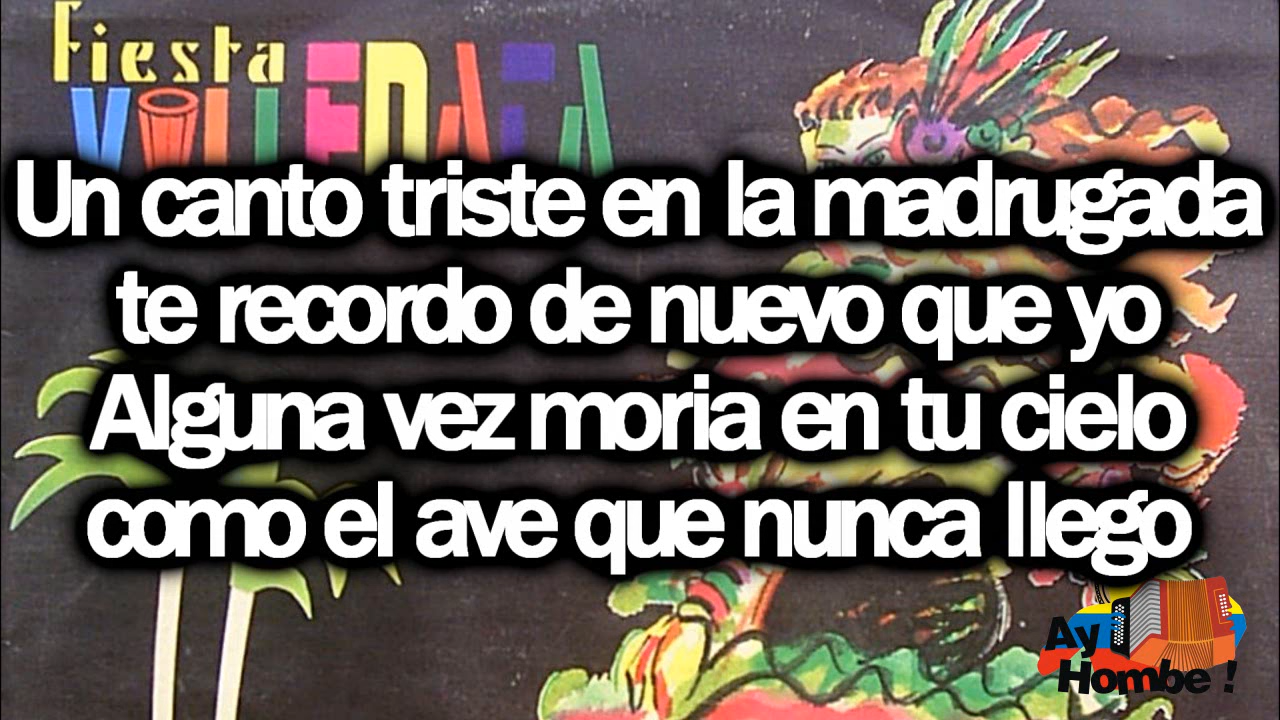 Fiesta
VALLENATA
Un canto triste en la madrugada
te recordo de nuevo que yo
Alguna vez moria en tu cielo
como el ave que nunca llego
Ay
Hombe !